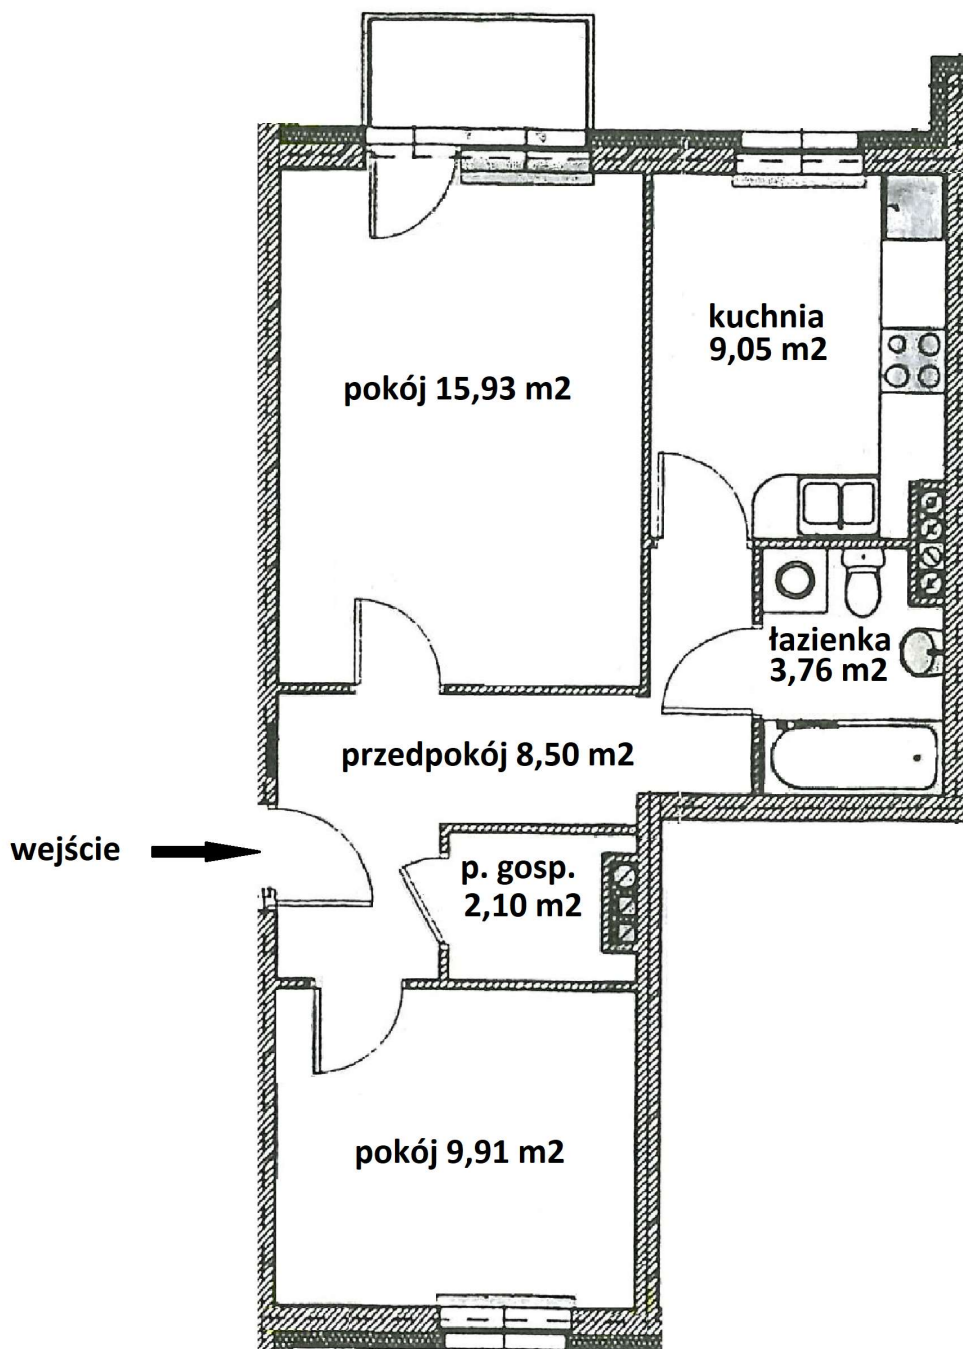 kuchnia
9,05 m2
pokój 15,93 m2
łazienka
3,76 m2
przedpokój 8,50 m2
wejście
p. gosp.
2,10 m2
pokój 9,91 m2